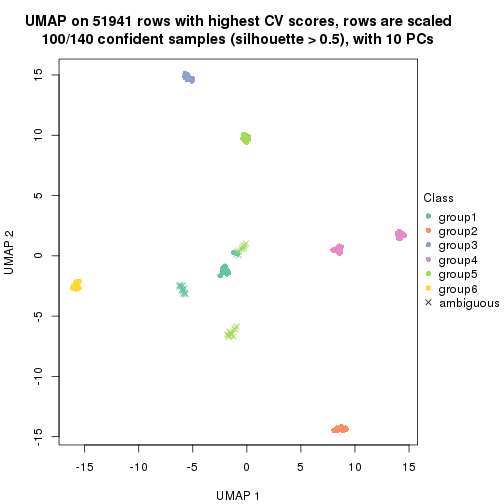 UMAP on 51941 rows with highest CV scores, rows are scaled
100/140 confident samples (silhouette > 0.5), with 10 PCs
15
10
5
0
-5
-10
-15
UMAP 2
-15
-10
-5
0
5
10
15
UMAP 1
Class
group1
group2
group3
group4
group5
group6
ambiguous